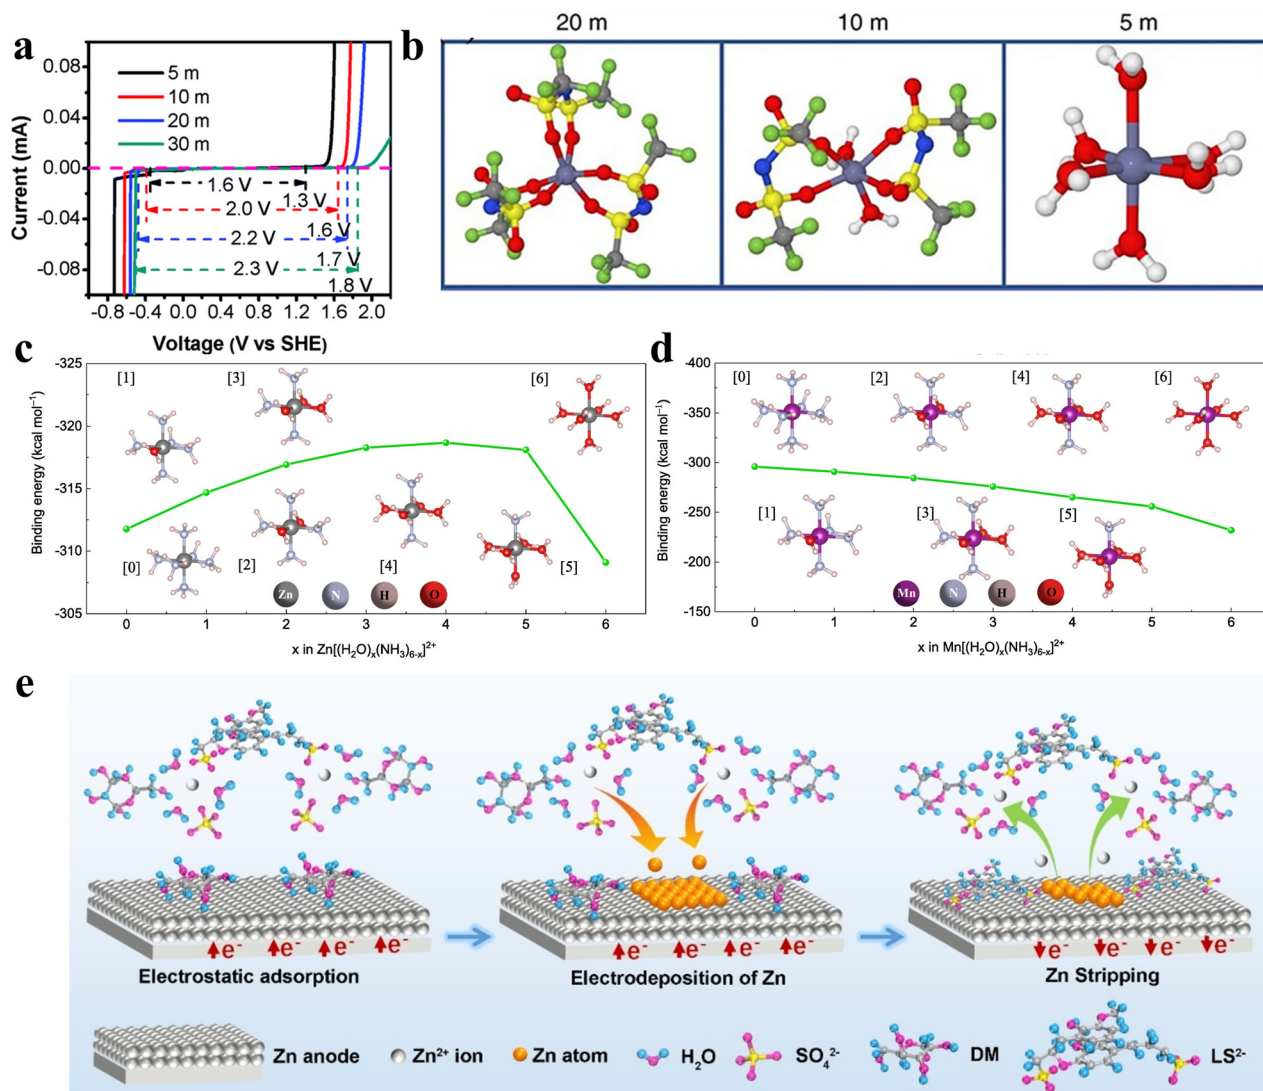 a
0.08
0.04
0.00
-0.04
-0.08
Current (mA)
5 m
10 m
20 m
30 m
1.6 V
1.3 V
2.0 V
1.6 V
2.2 V
1.7 V
2.3 V
1.8 V
-0.8 -0.4 0.0 0.4 0.8 1.2 1.6 2.0
Voltage (V vs SHE)
b
20 m
10 m
5 m
c
-325
-320
-315
-310
-305
Binding energy (kcal mol⁻¹)
[1]
[3]
[6]
[0]
[2]
[4]
[5]
Zn N H O
0 1 2 3 4 5 6
x in Zn[(H₂O)ₓ(NH₃)₆₋ₓ]²⁺
d
-400
-350
-300
-250
-200
-150
Binding energy (kcal mol⁻¹)
[0]
[2]
[4]
[6]
[1]
[3]
[5]
Mn N H O
0 1 2 3 4 5 6
x in Mn[(H₂O)ₓ(NH₃)₆₋ₓ]²⁺
e
e⁻ e⁻ e⁻ e⁻
Electrostatic adsorption
e⁻ e⁻ e⁻ e⁻
Electrodeposition of Zn
e⁻ e⁻ e⁻ e⁻
Zn Stripping
Zn anode
Zn²⁺ ion
Zn atom
H₂O
SO₄²⁻
DM
LS²⁻